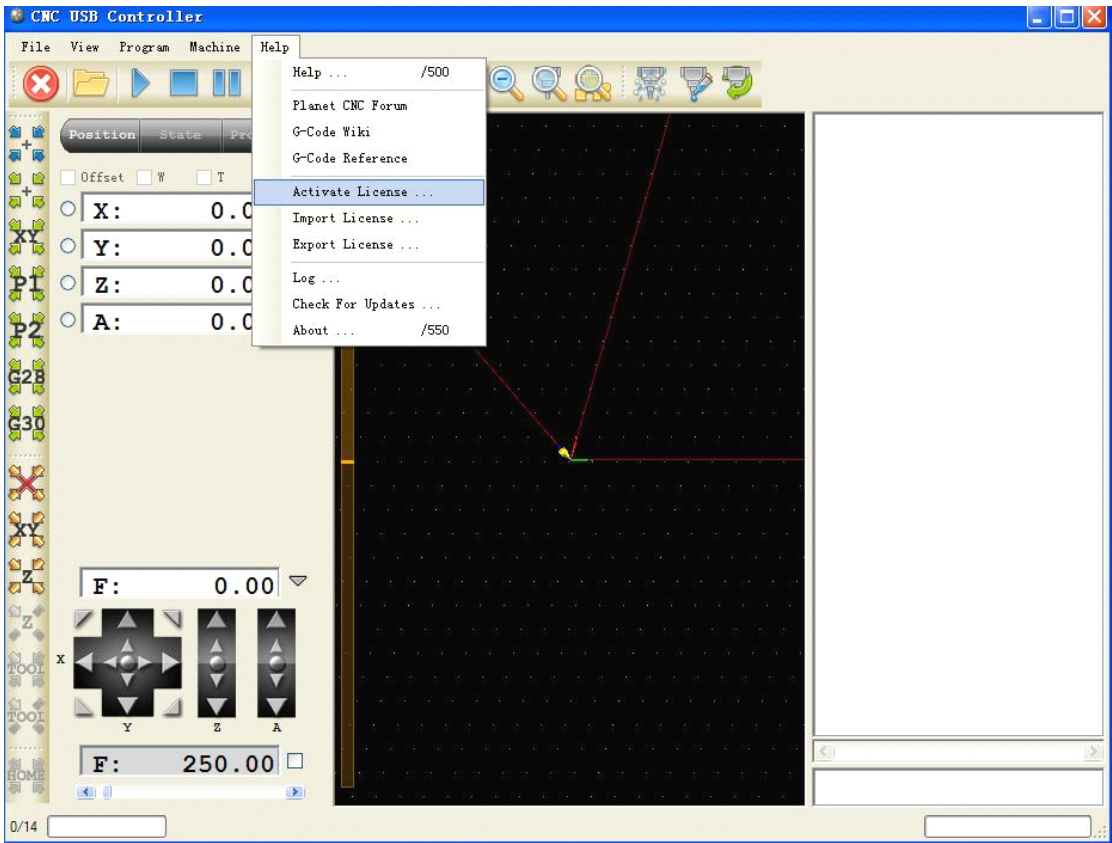 CNC USB Controller
File View Program Machine Help
Help ... /500
Planet CNC Forum
G-Code Wiki
G-Code Reference
Activate License ...
Import License ...
Export License ...
Log ...
Check For Updates ...
About ... /550
Position State Pro
Offset W T
X: 0.0
Y: 0.0
Z: 0.0
A: 0.0
XY
P1
P2
G28
G30
XY
Z
Z
TOOL
TOOL
HOME
F: 0.00
X
Y Z A
F: 250.00
0/14